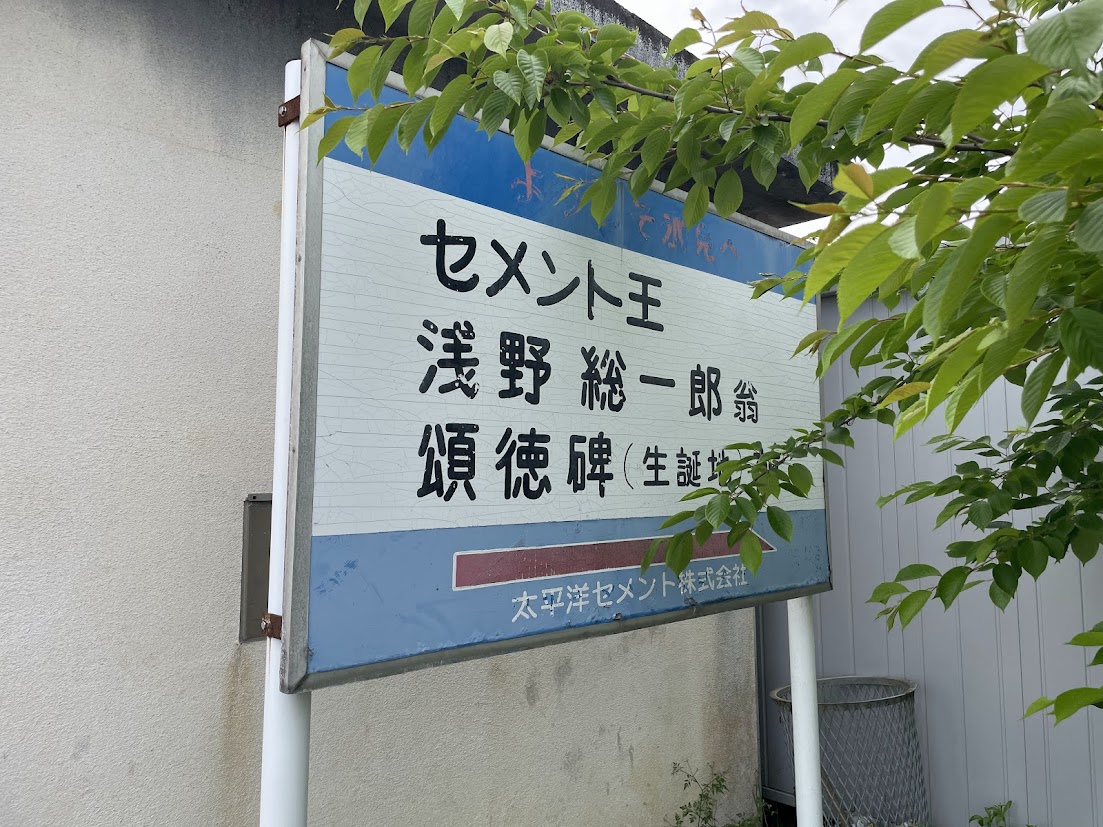 セメント王
浅野総一郎翁
頌徳碑(生誕地
太平洋セメント株式会社